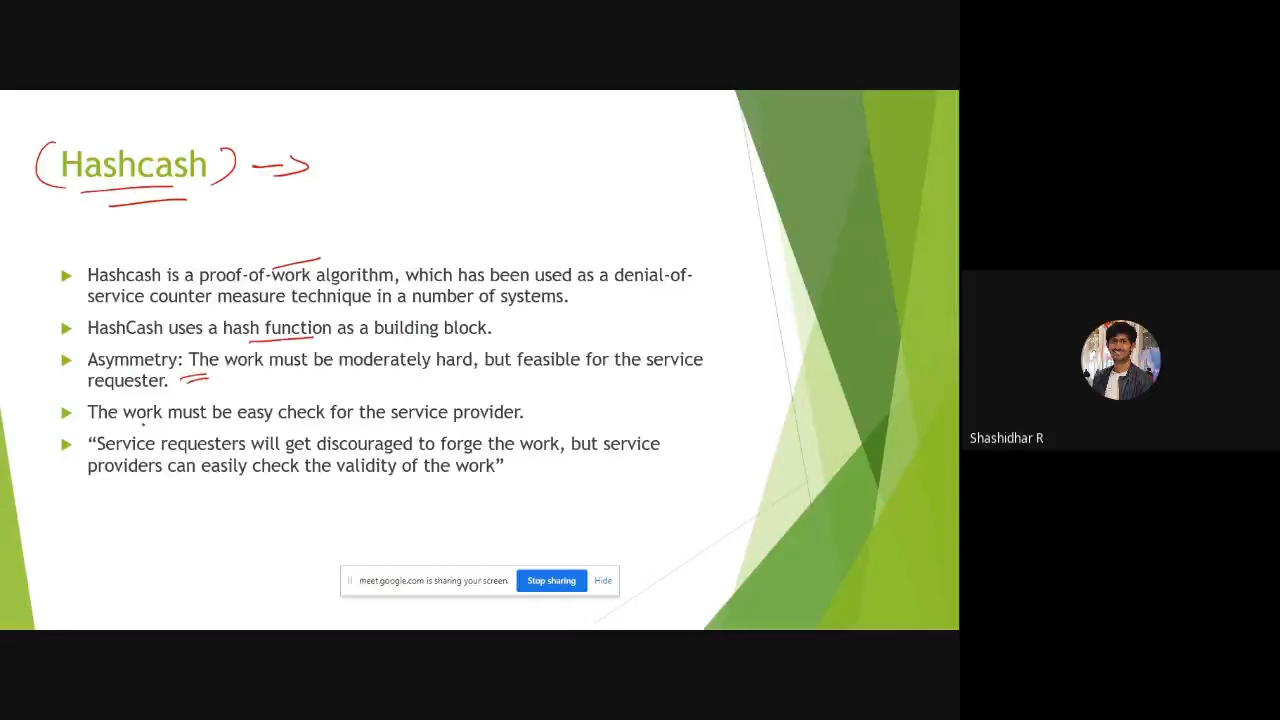 Hashcash
Hashcash is a proof-of-work algorithm, which has been used as a denial-of-
service counter measure technique in a number of systems.
HashCash uses a hash function as a building block.
Asymmetry: The work must be moderately hard, but feasible for the service
requester.
The work must be easy check for the service provider.
“Service requesters will get discouraged to forge the work, but service
providers can easily check the validity of the work”
meet.google.com is sharing your screen. Stop sharing Hide
Shashidhar R